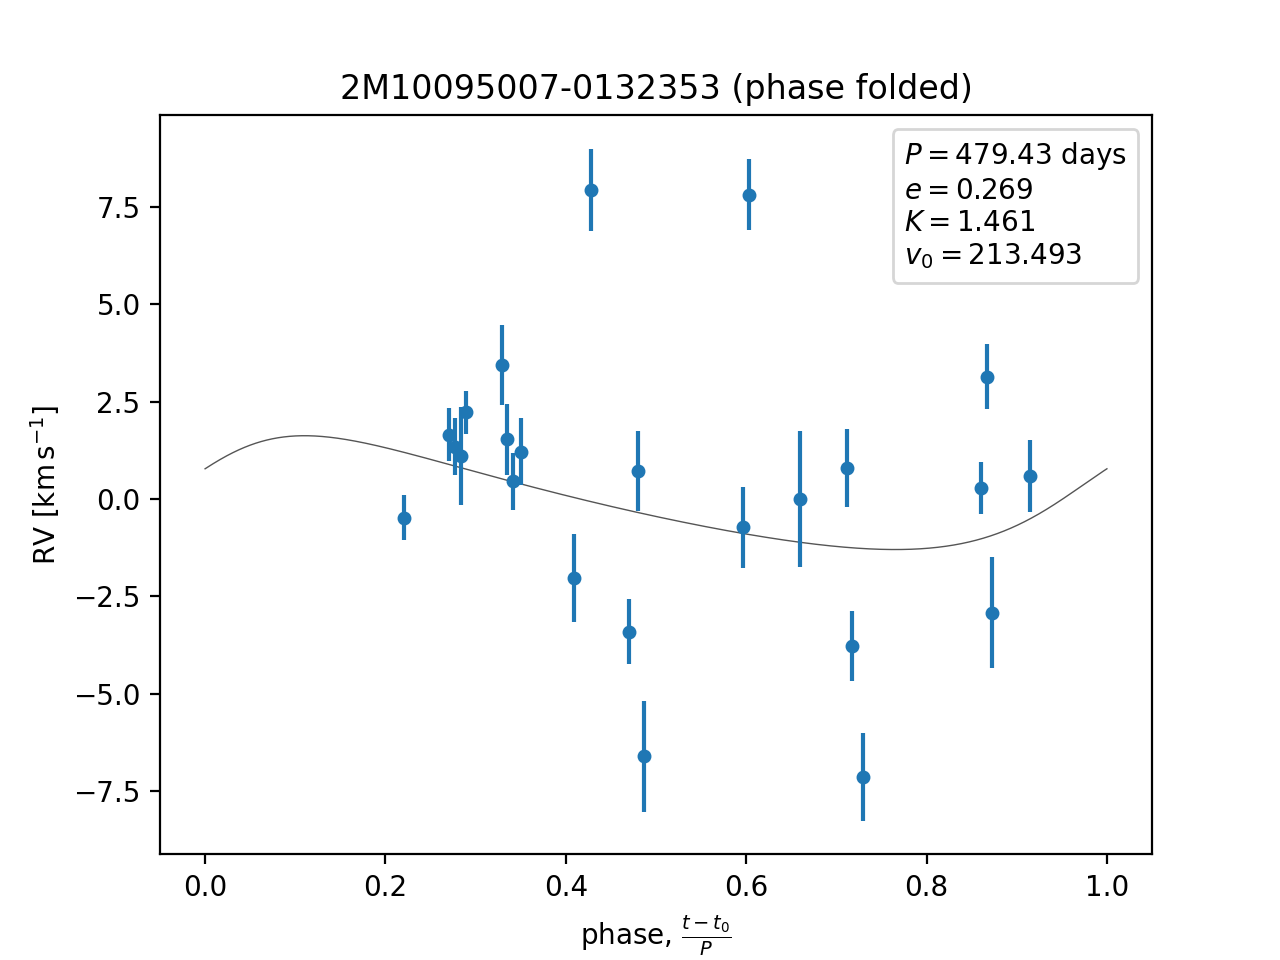 2M10095007-0132353 (phase folded)
P = 479.43 days
e = 0.269
K = 1.461
v₀ = 213.493
RV [km s⁻¹]
7.5
5.0
2.5
0.0
−2.5
−5.0
−7.5
0.0 0.2 0.4 0.6 0.8 1.0
phase, (t − t₀)/P